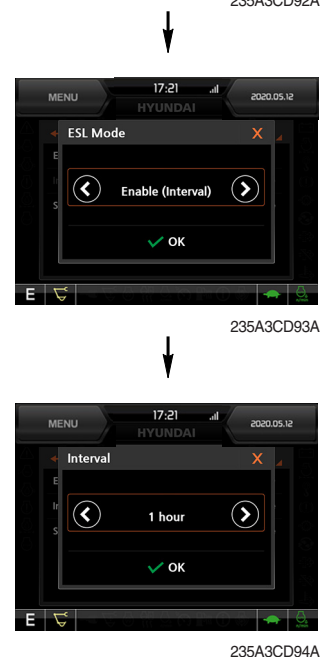 235A3CD92A
MENU 17:21 2020.05.12
HYUNDAI
ESL Mode X
E
S
Enable (Interval)
OK
E
235A3CD93A
MENU 17:21 2020.05.12
HYUNDAI
Interval X
E
S
1 hour
OK
E
235A3CD94A